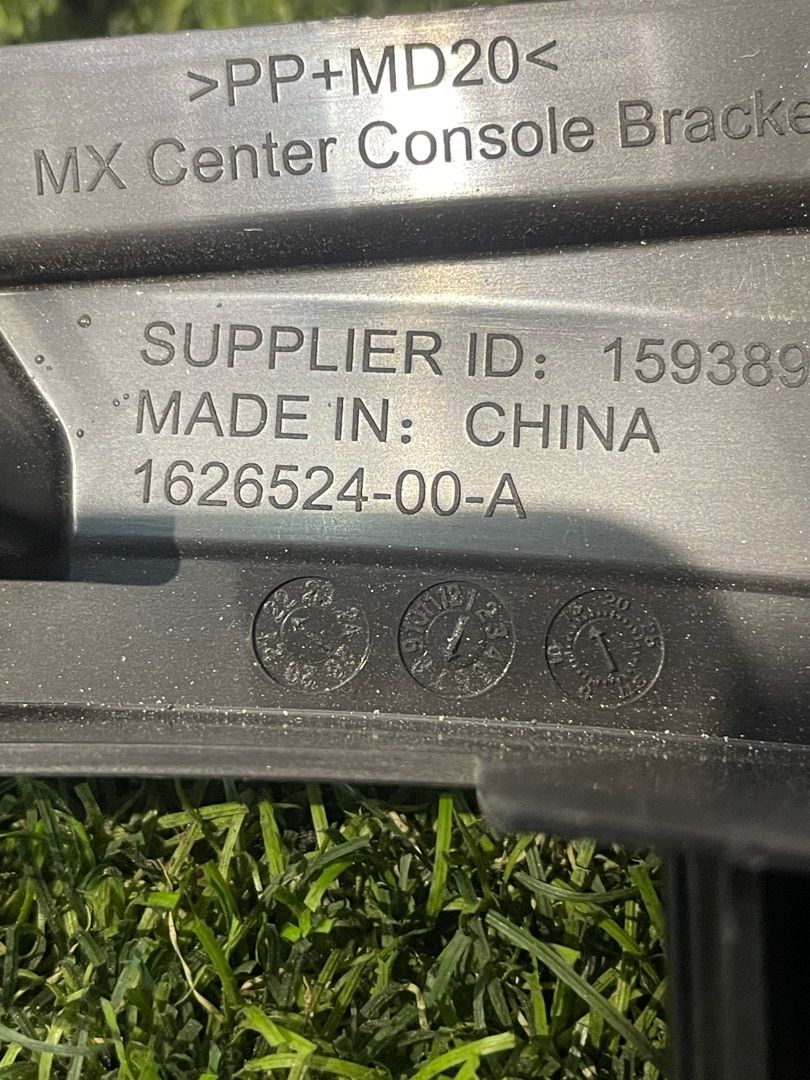 >PP+MD20<
MX Center Console Bracke
SUPPLIER ID: 159389
MADE IN: CHINA
1626524-00-A